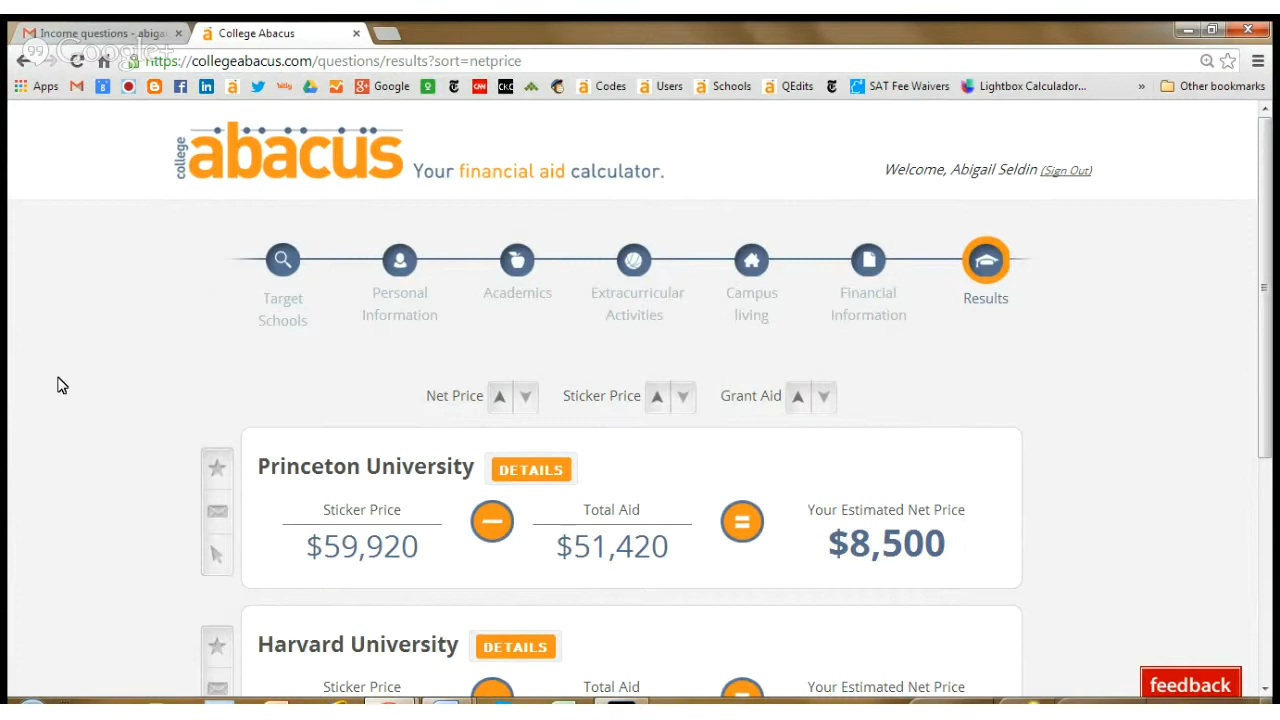 Income questions - abiga
College Abacus
99 Google+
https://collegeabacus.com/questions/results?sort=netprice
Apps
Google
Codes
Users
Schools
QEdits
SAT Fee Waivers
Lightbox Calculador...
»
Other bookmarks
college abacus
Your financial aid calculator.
Welcome, Abigail Seldin (Sign Out)
Target
Schools
Personal
Information
Academics
Extracurricular
Activities
Campus
living
Financial
Information
Results
Net Price
Sticker Price
Grant Aid
Princeton University DETAILS
Sticker Price
$59,920
Total Aid
$51,420
Your Estimated Net Price
$8,500
Harvard University DETAILS
Sticker Price
Total Aid
Your Estimated Net Price
feedback